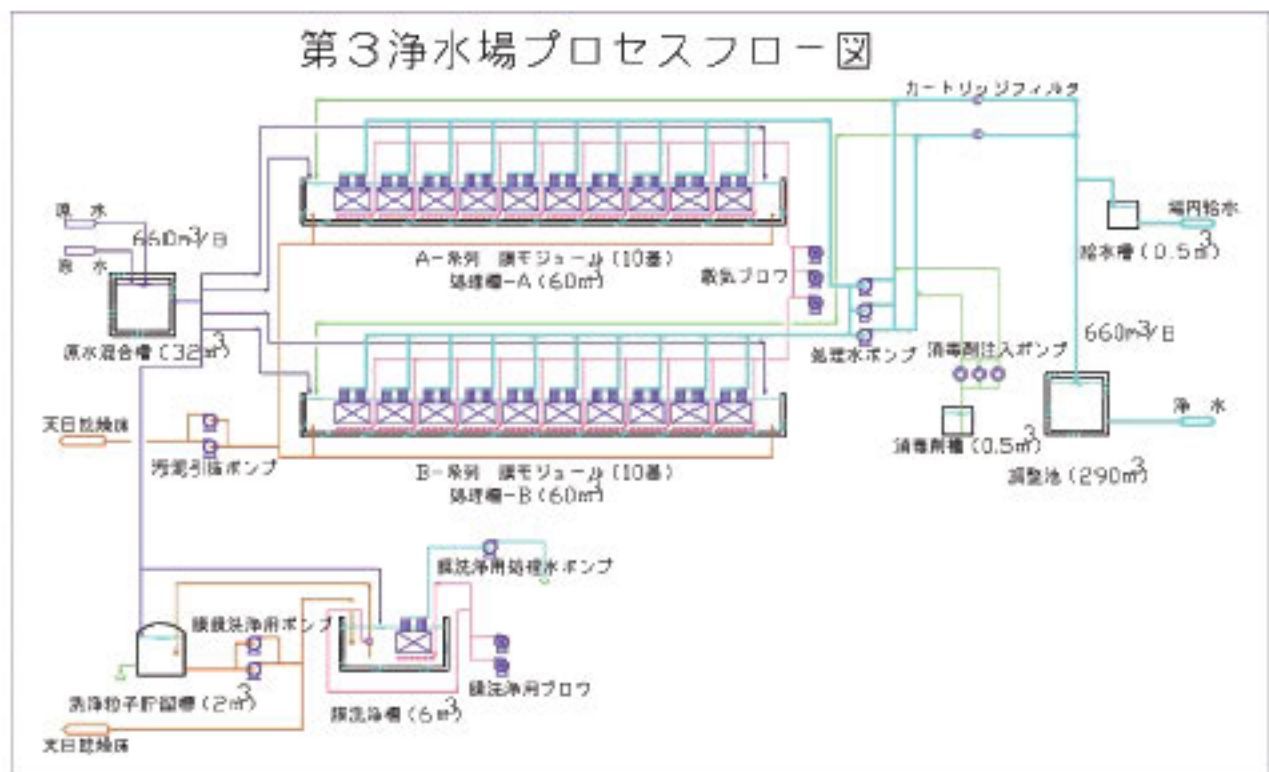 第3浄水場プロセスフロー図
カートリッジフィルタ
原 水
原 水
6610m³/日
場内給水
給水槽(0.5m³)
A-系列 膜モジュール(10基)
処理槽-A(60m³)
散気ブロワ
原水混合槽(32m³)
処理水ポンプ
消毒剤注入ポンプ
660m³/日
天日乾燥床
汚泥引抜ポンプ
浄 水
消毒剤槽(0.5m³)
調整池(290m³)
B-系列 膜モジュール(10基)
処理槽-B(60m³)
膜洗浄用処理水ポンプ
膜洗浄用ポンプ
洗浄粒子貯留槽(2m³)
膜洗浄槽(6m³)
膜洗浄用ブロワ
天日乾燥床